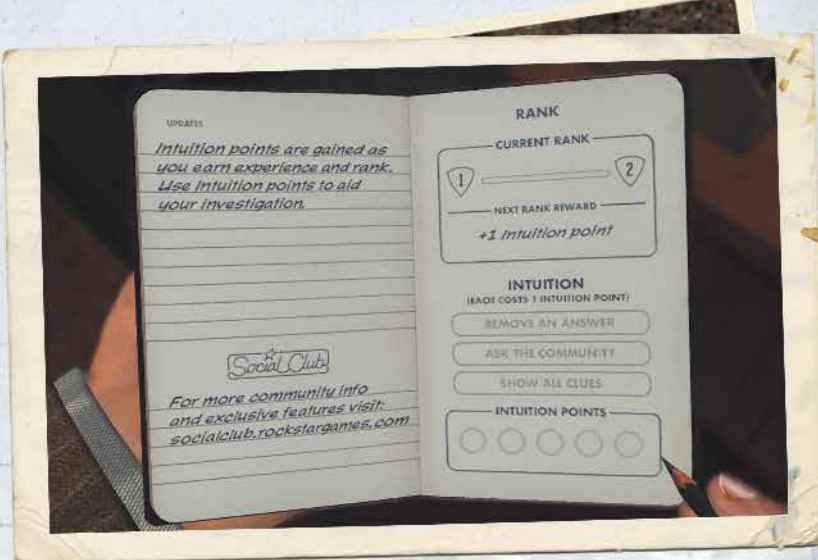 UPDATES
Intuition points are gained as
you earn experience and rank.
Use Intuition points to aid
your investigation.
Social Club
For more community info
and exclusive features visit:
socialclub.rockstargames.com
RANK
CURRENT RANK
1
2
NEXT RANK REWARD
+1 Intuition point
INTUITION
(EACH COSTS 1 INTUITION POINT)
REMOVE AN ANSWER
ASK THE COMMUNITY
SHOW ALL CLUES
INTUITION POINTS